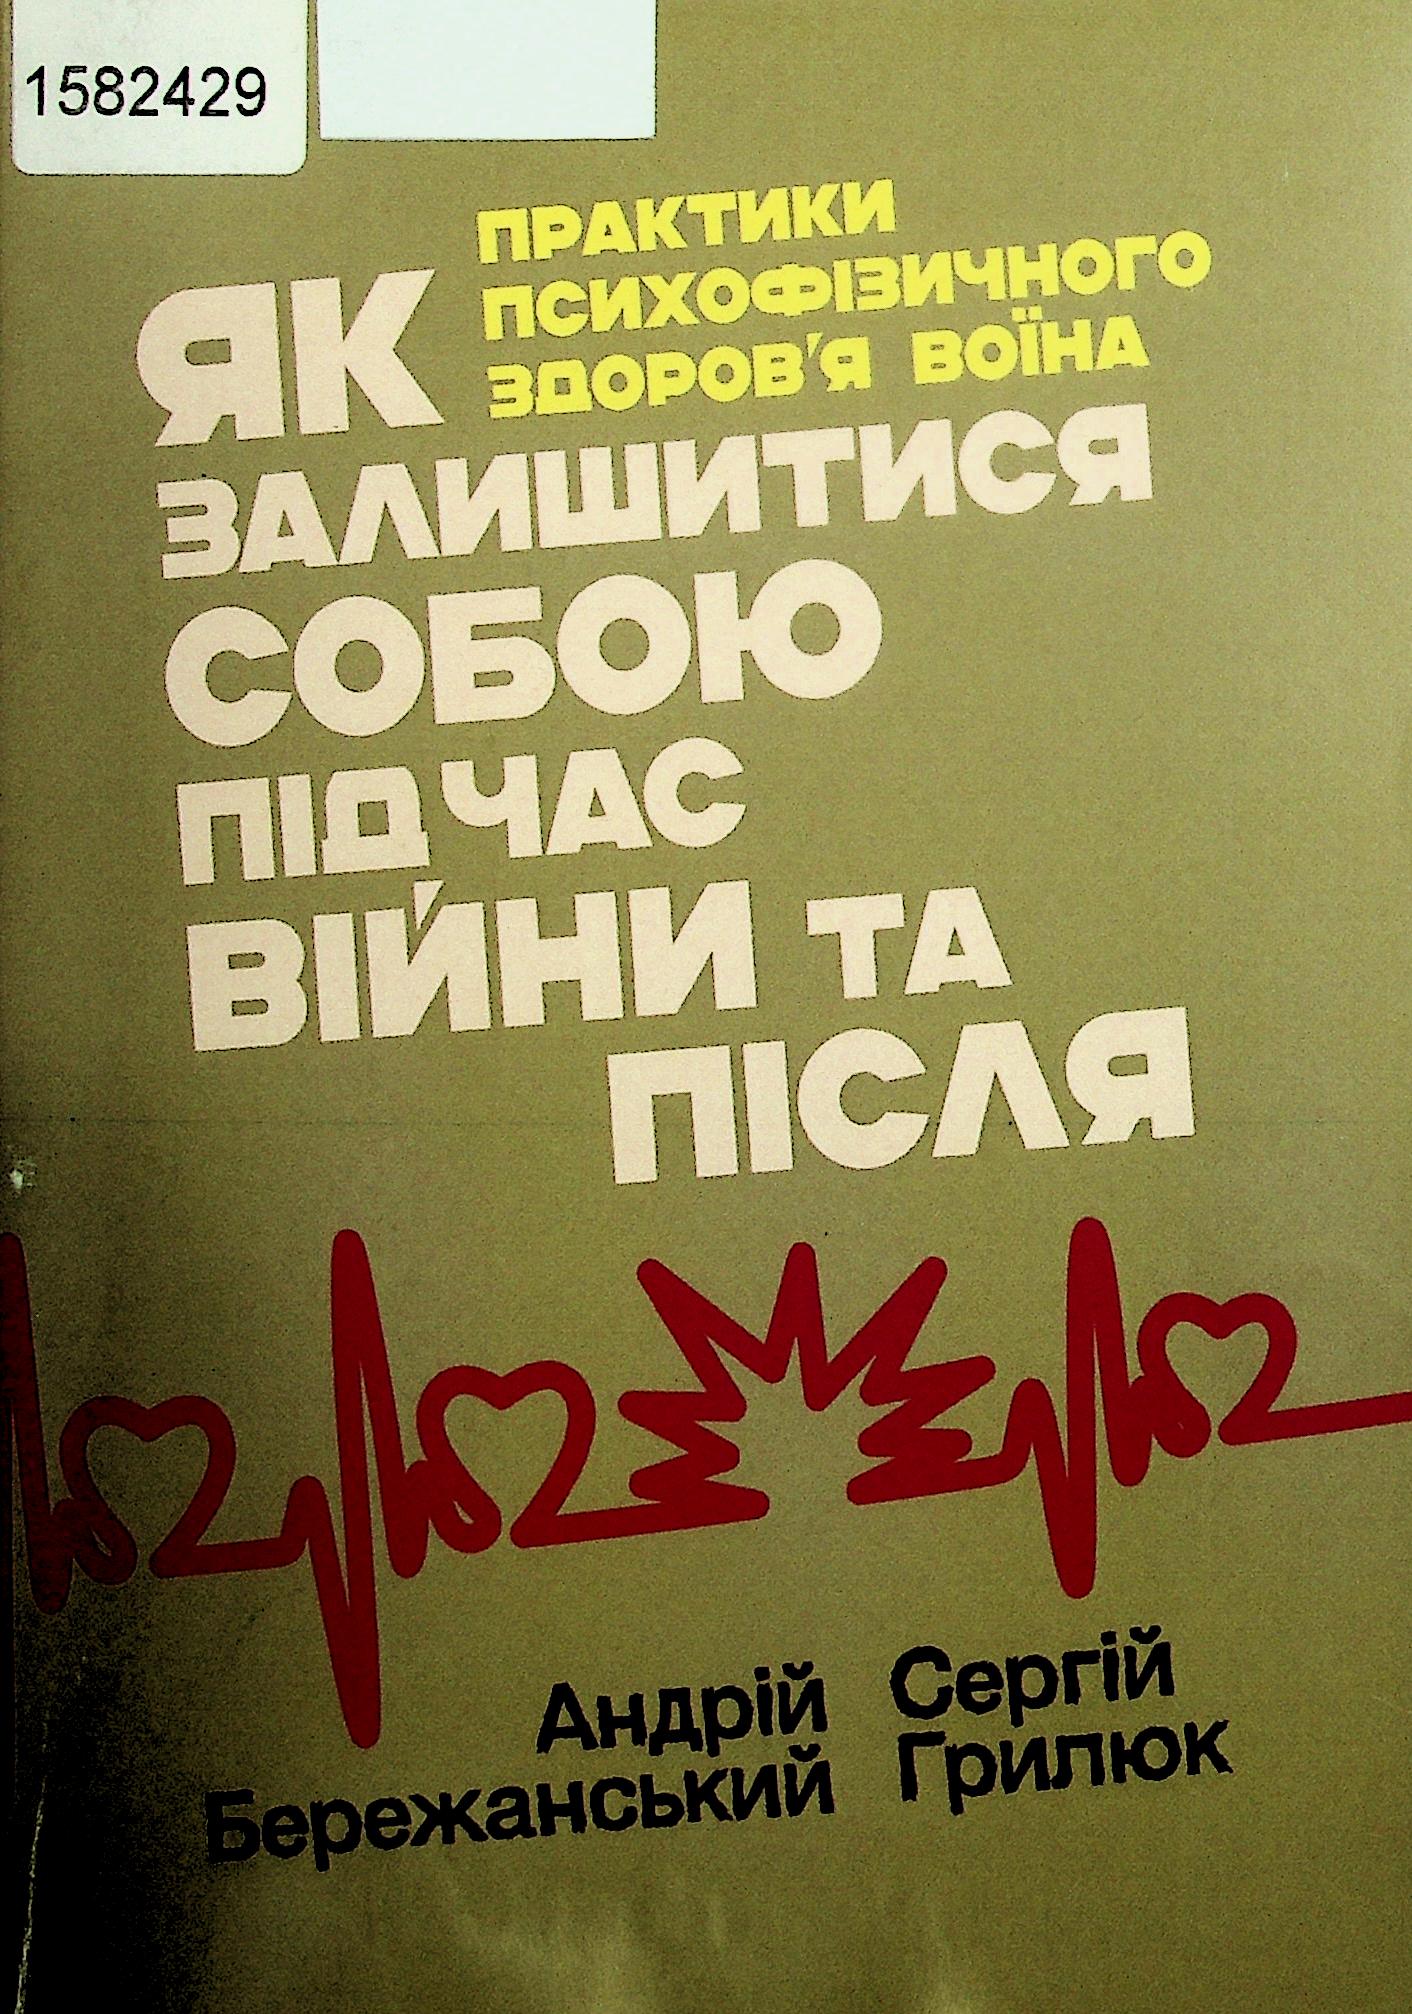 1582429
ПРАКТИКИ
ПСИХОФІЗИЧНОГО
ЗДОРОВ'Я ВОЇНА
ЯК
ЗАЛИШИТИСЯ
СОБОЮ
ПІД ЧАС
ВІЙНИ ТА
ПІСЛЯ
Андрій
Бережанський
Сергій
Грилюк